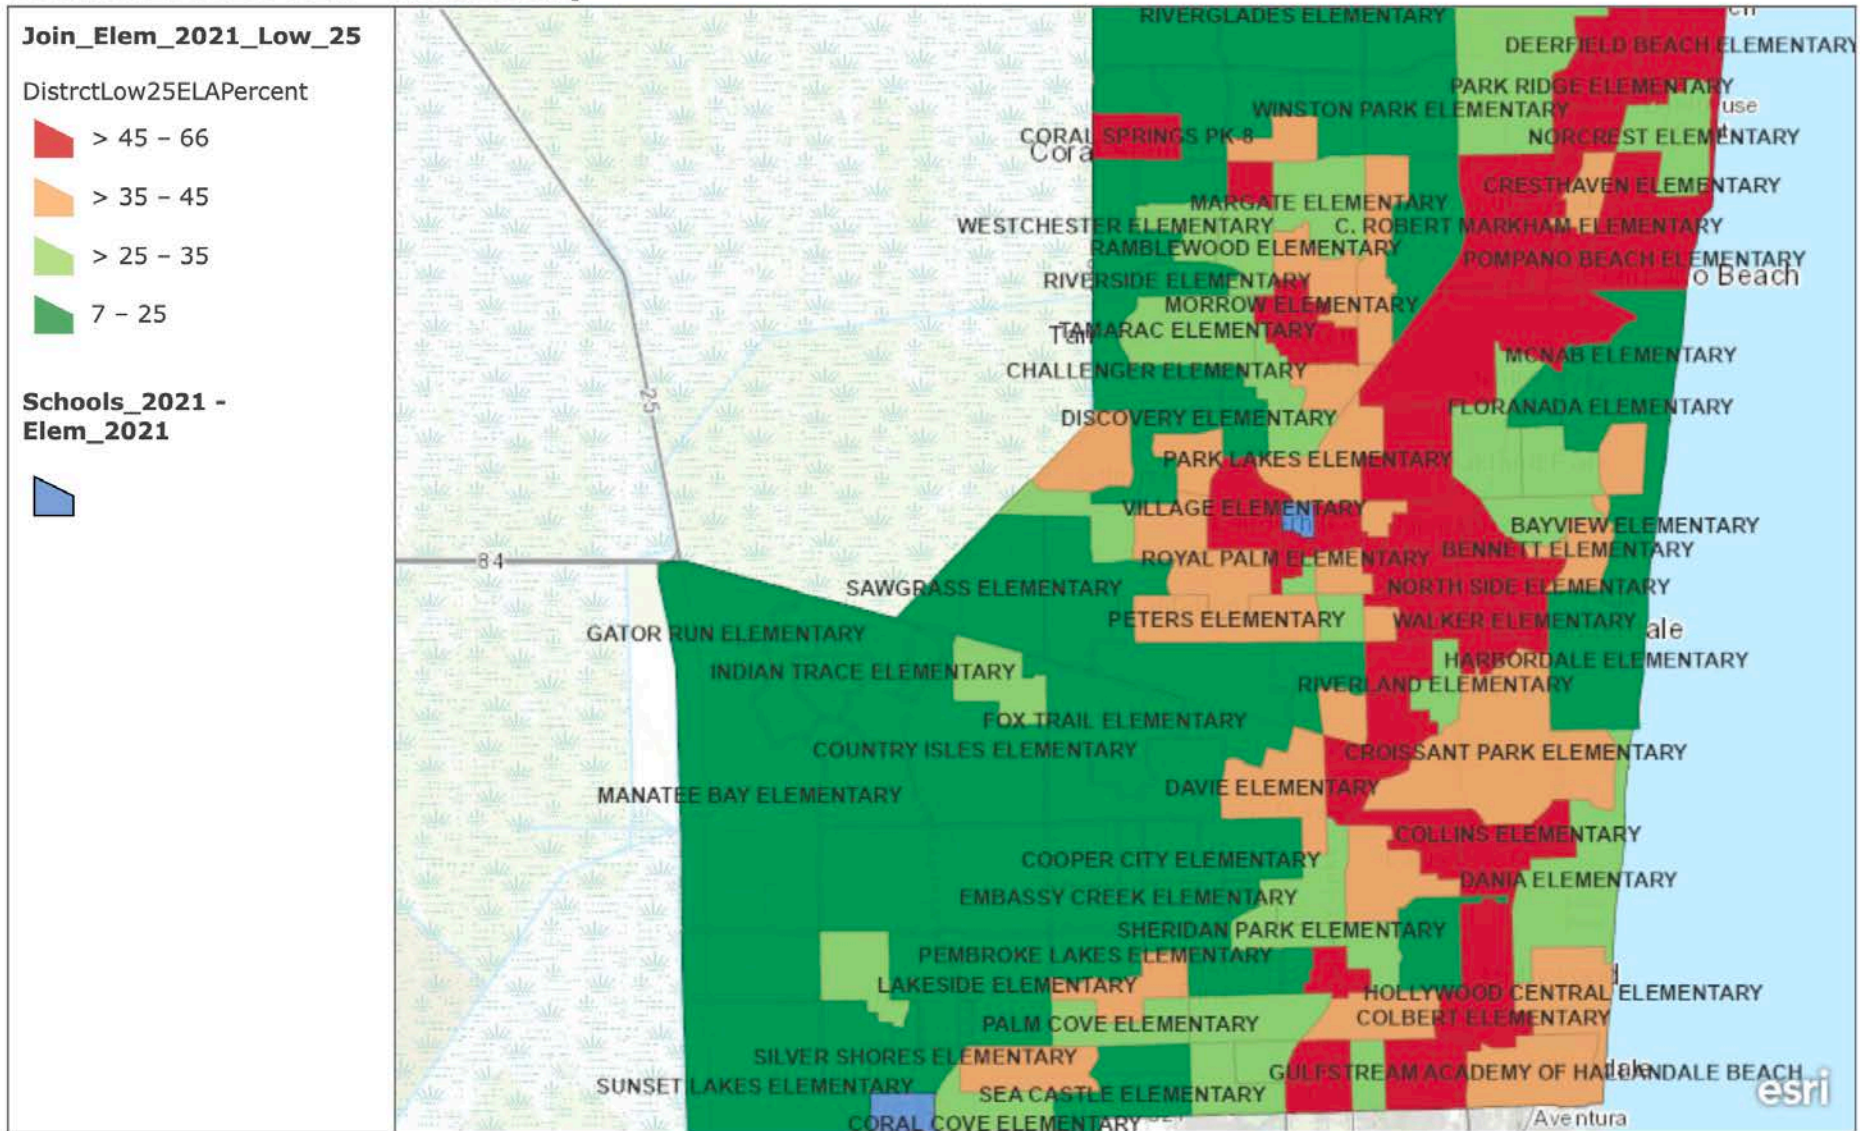 Join_Elem_2021_Low_25
DistrctLow25ELAPercent
> 45 – 66
> 35 – 45
> 25 – 35
7 – 25
Schools_2021 -
Elem_2021
RIVERGLADES ELEMENTARY
DEERFIELD BEACH ELEMENTARY
PARK RIDGE ELEMENTARY
use
WINSTON PARK ELEMENTARY
CORAL SPRINGS PK-8
NORCREST ELEMENTARY
Cora
CRESTHAVEN ELEMENTARY
MARGATE ELEMENTARY
WESTCHESTER ELEMENTARY
C. ROBERT MARKHAM ELEMENTARY
RAMBLEWOOD ELEMENTARY
POMPANO BEACH ELEMENTARY
o Beach
RIVERSIDE ELEMENTARY
MORROW ELEMENTARY
TAMARAC ELEMENTARY
MCNAB ELEMENTARY
CHALLENGER ELEMENTARY
25
FLORANADA ELEMENTARY
DISCOVERY ELEMENTARY
PARK LAKES ELEMENTARY
VILLAGE ELEMENTARY
BAYVIEW ELEMENTARY
BENNETT ELEMENTARY
84
ROYAL PALM ELEMENTARY
SAWGRASS ELEMENTARY
NORTH SIDE ELEMENTARY
PETERS ELEMENTARY
WALKER ELEMENTARY
ale
GATOR RUN ELEMENTARY
HARBORDALE ELEMENTARY
INDIAN TRACE ELEMENTARY
RIVERLAND ELEMENTARY
FOX TRAIL ELEMENTARY
COUNTRY ISLES ELEMENTARY
CROISSANT PARK ELEMENTARY
DAVIE ELEMENTARY
MANATEE BAY ELEMENTARY
COLLINS ELEMENTARY
COOPER CITY ELEMENTARY
DANIA ELEMENTARY
EMBASSY CREEK ELEMENTARY
SHERIDAN PARK ELEMENTARY
PEMBROKE LAKES ELEMENTARY
LAKESIDE ELEMENTARY
HOLLYWOOD CENTRAL ELEMENTARY
COLBERT ELEMENTARY
PALM COVE ELEMENTARY
SILVER SHORES ELEMENTARY
GULFSTREAM ACADEMY OF HALLANDALE BEACH
SUNSET LAKES ELEMENTARY
SEA CASTLE ELEMENTARY
esri
CORAL COVE ELEMENTARY
Aventura